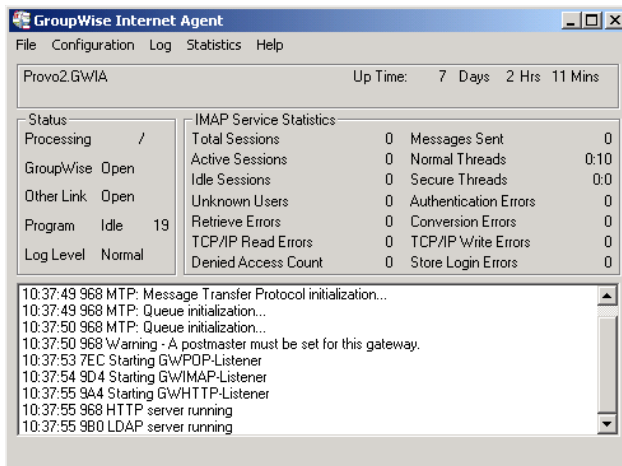 GroupWise Internet Agent
File Configuration Log Statistics Help
Provo2.GWIA Up Time: 7 Days 2 Hrs 11 Mins
Status
Processing /
GroupWise Open
Other Link Open
Program Idle 19
Log Level Normal
IMAP Service Statistics
Total Sessions 0 Messages Sent 0
Active Sessions 0 Normal Threads 0:10
Idle Sessions 0 Secure Threads 0:0
Unknown Users 0 Authentication Errors 0
Retrieve Errors 0 Conversion Errors 0
TCP/IP Read Errors 0 TCP/IP Write Errors 0
Denied Access Count 0 Store Login Errors 0
10:37:49 968 MTP: Message Transfer Protocol initialization...
10:37:49 968 MTP: Queue initialization...
10:37:50 968 MTP: Queue initialization...
10:37:50 968 Warning - A postmaster must be set for this gateway.
10:37:53 7EC Starting GWPOP-Listener
10:37:54 9D4 Starting GWIMAP-Listener
10:37:55 9A4 Starting GWHTTP-Listener
10:37:55 968 HTTP server running
10:37:55 9B0 LDAP server running